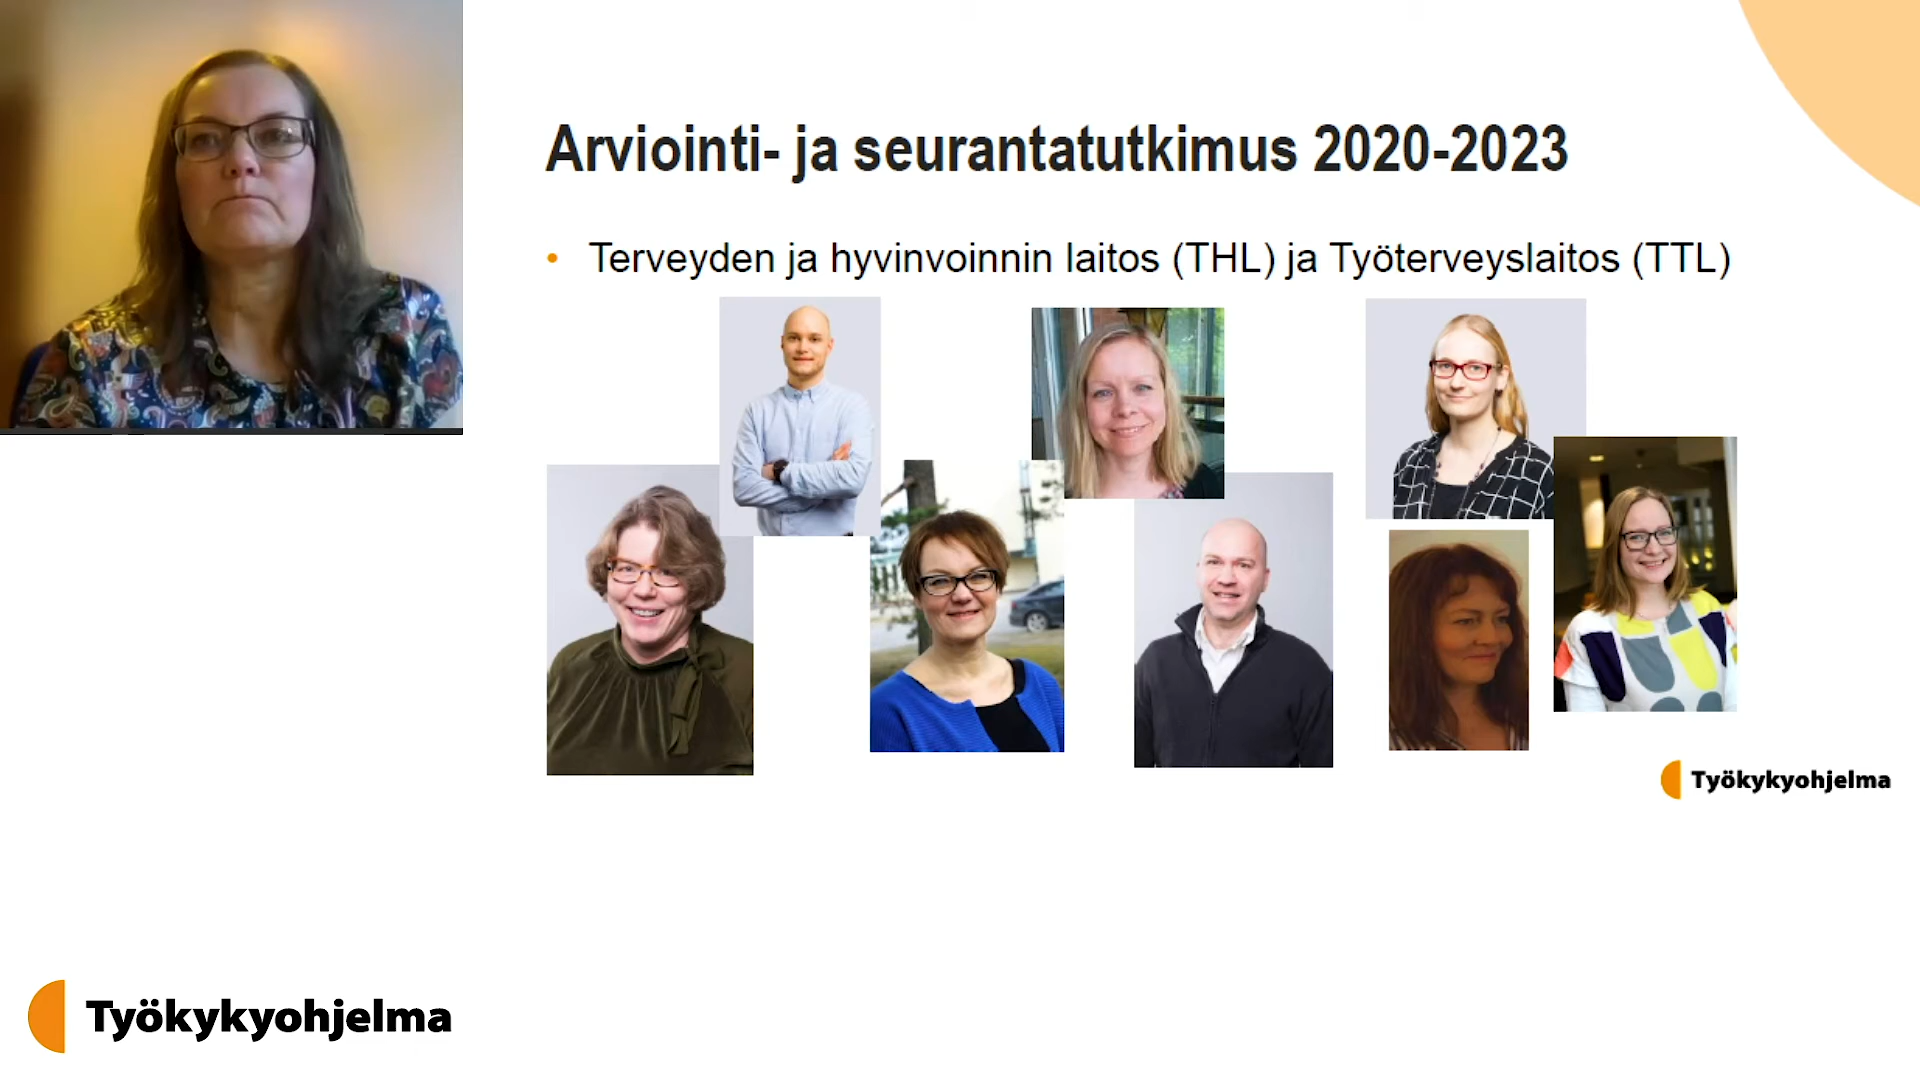 Arviointi- ja seurantatutkimus 2020-2023
• Terveyden ja hyvinvoinnin laitos (THL) ja Työterveyslaitos (TTL)
Työkykyohjelma
Työkykyohjelma